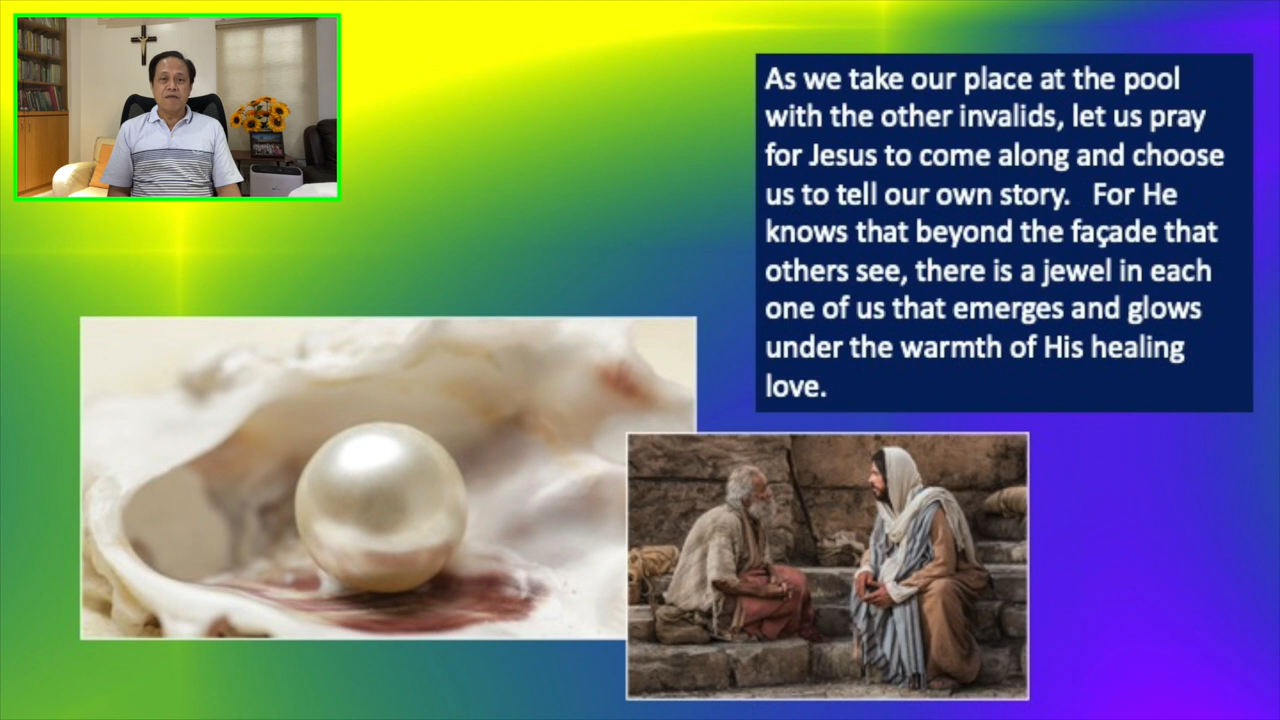 As we take our place at the pool
with the other invalids, let us pray
for Jesus to come along and choose
us to tell our own story.   For He
knows that beyond the façade that
others see, there is a jewel in each
one of us that emerges and glows
under the warmth of His healing
love.